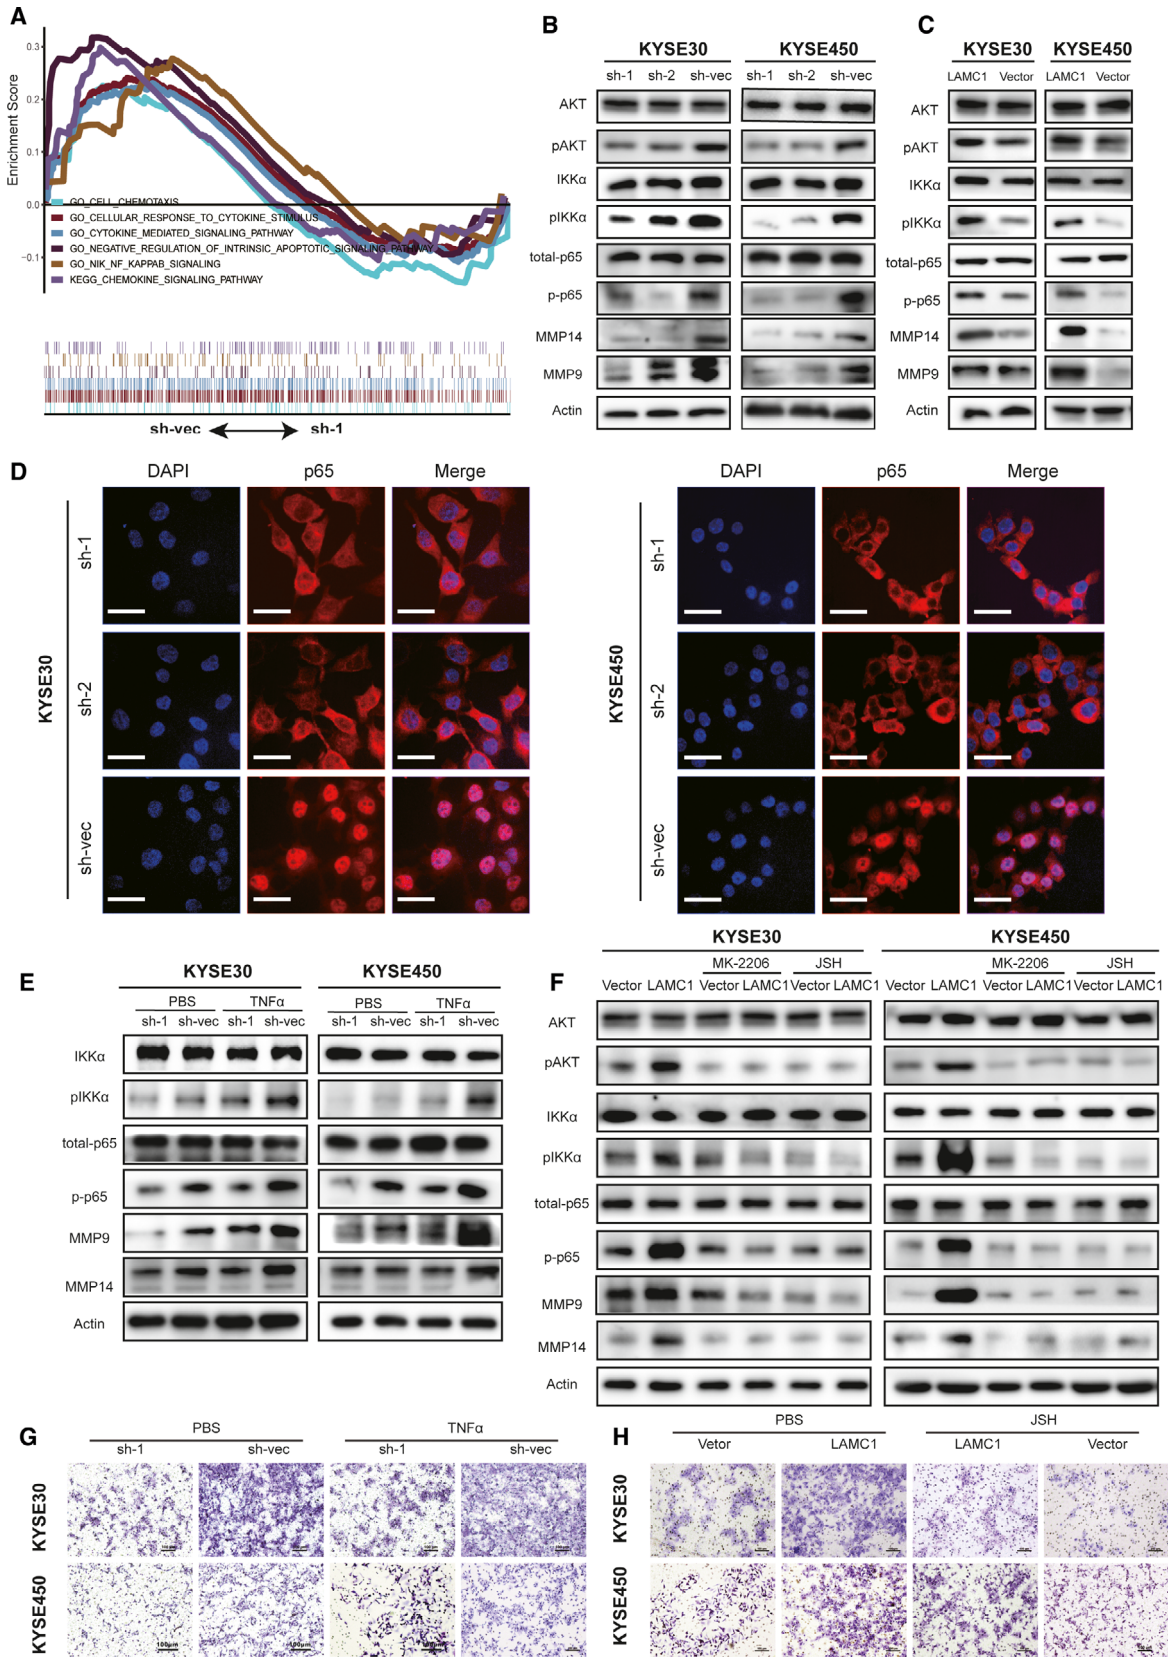 A
Enrichment Score
0.3
0.2
0.1
0.0
−0.1
GO_CELL_CHEMOTAXIS
GO_CELLULAR_RESPONSE_TO_CYTOKINE_STIMULUS
GO_CYTOKINE_MEDIATED_SIGNALING_PATHWAY
GO_NEGATIVE_REGULATION_OF_INTRINSIC_APOPTOTIC_SIGNALING_PATHWAY
GO_NIK_NF_KAPPAB_SIGNALING
KEGG_CHEMOKINE_SIGNALING_PATHWAY
sh-vec sh-1
B
KYSE30 KYSE450
sh-1 sh-2 sh-vec sh-1 sh-2 sh-vec
AKT
pAKT
IKKα
pIKKα
total-p65
p-p65
MMP14
MMP9
Actin
C
KYSE30 KYSE450
LAMC1 Vector LAMC1 Vector
AKT
pAKT
IKKα
pIKKα
total-p65
p-p65
MMP14
MMP9
Actin
D
DAPI p65 Merge
KYSE30
sh-1
sh-2
sh-vec
DAPI p65 Merge
KYSE450
sh-1
sh-2
sh-vec
E
KYSE30 KYSE450
PBS TNFα PBS TNFα
sh-1 sh-vec sh-1 sh-vec sh-1 sh-vec sh-1 sh-vec
IKKα
pIKKα
total-p65
p-p65
MMP9
MMP14
Actin
F
KYSE30 KYSE450
MK-2206 JSH MK-2206 JSH
Vector LAMC1 Vector LAMC1 Vector LAMC1 Vector LAMC1 Vector LAMC1 Vector LAMC1
AKT
pAKT
IKKα
pIKKα
total-p65
p-p65
MMP9
MMP14
Actin
G
PBS TNFα
sh-1 sh-vec sh-1 sh-vec
KYSE30
KYSE450
100μm 100μm 100μm
H
PBS JSH
Vetor LAMC1 LAMC1 Vector
KYSE30
KYSE450